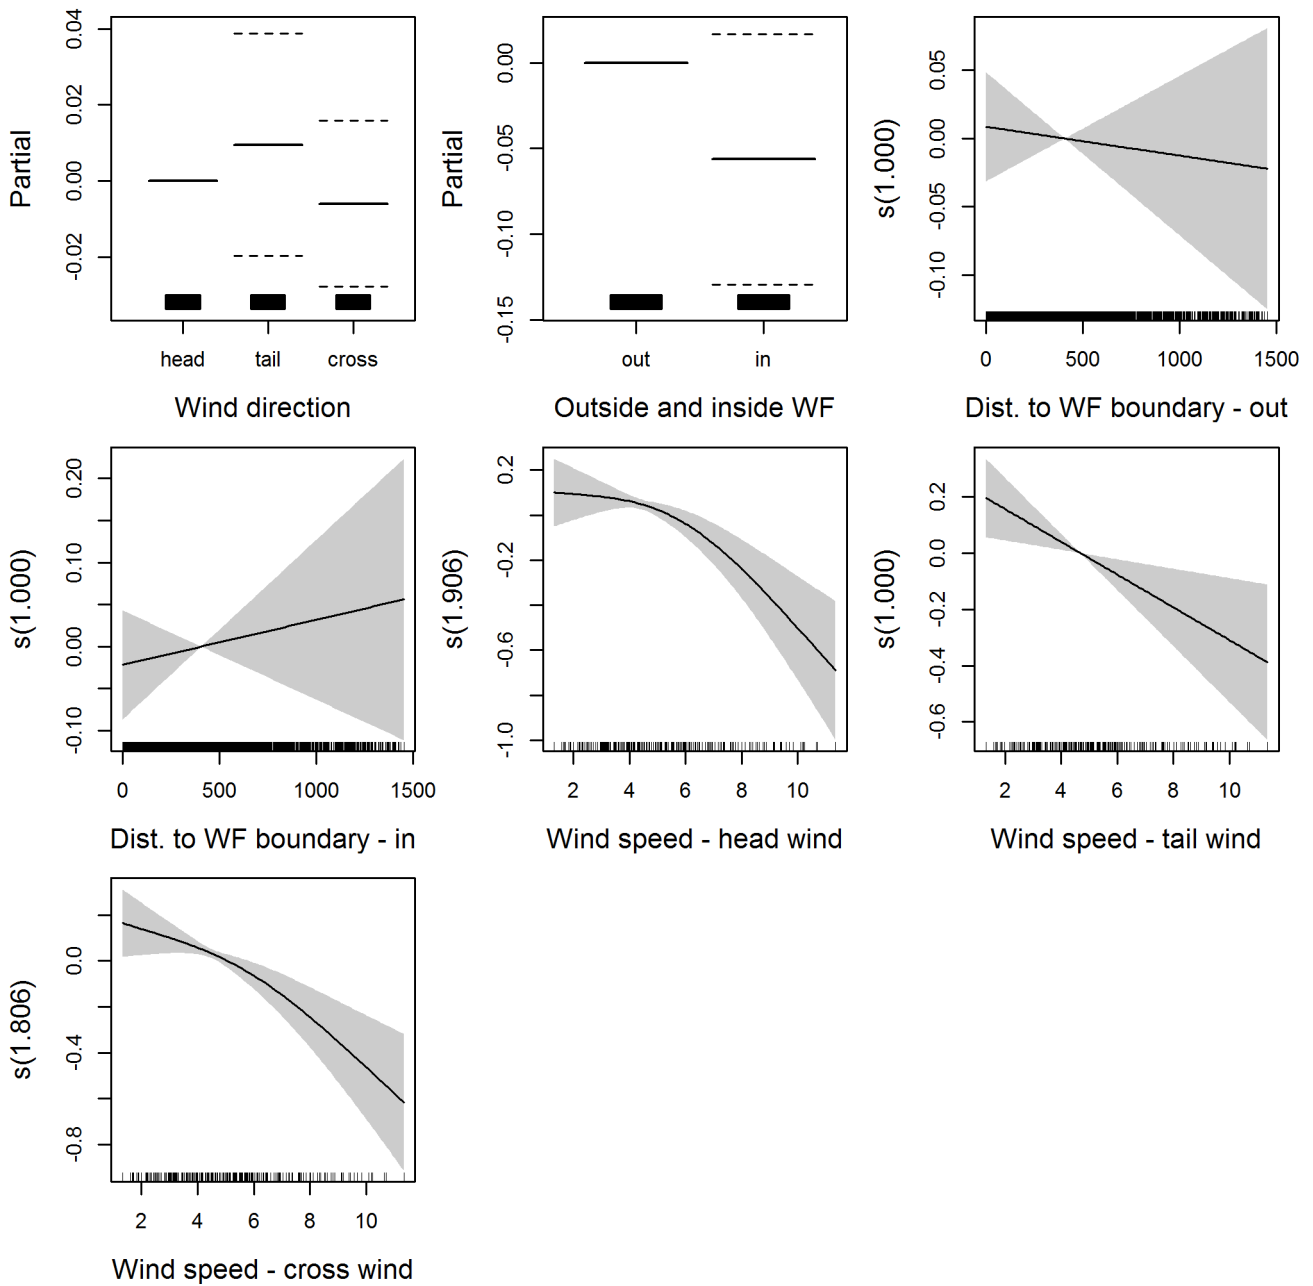 Partial
0.04
0.02
0.00
-0.02
head tail cross
Wind direction
Partial
0.00
-0.05
-0.10
-0.15
out in
Outside and inside WF
s(1.000)
0.05
0.00
-0.05
-0.10
0 500 1000 1500
Dist. to WF boundary - out
s(1.000)
0.20
0.10
0.00
-0.10
0 500 1000 1500
Dist. to WF boundary - in
s(1.906)
0.2
-0.2
-0.6
-1.0
2 4 6 8 10
Wind speed - head wind
s(1.000)
0.2
0.0
-0.2
-0.4
-0.6
2 4 6 8 10
Wind speed - tail wind
s(1.806)
0.0
-0.4
-0.8
2 4 6 8 10
Wind speed - cross wind